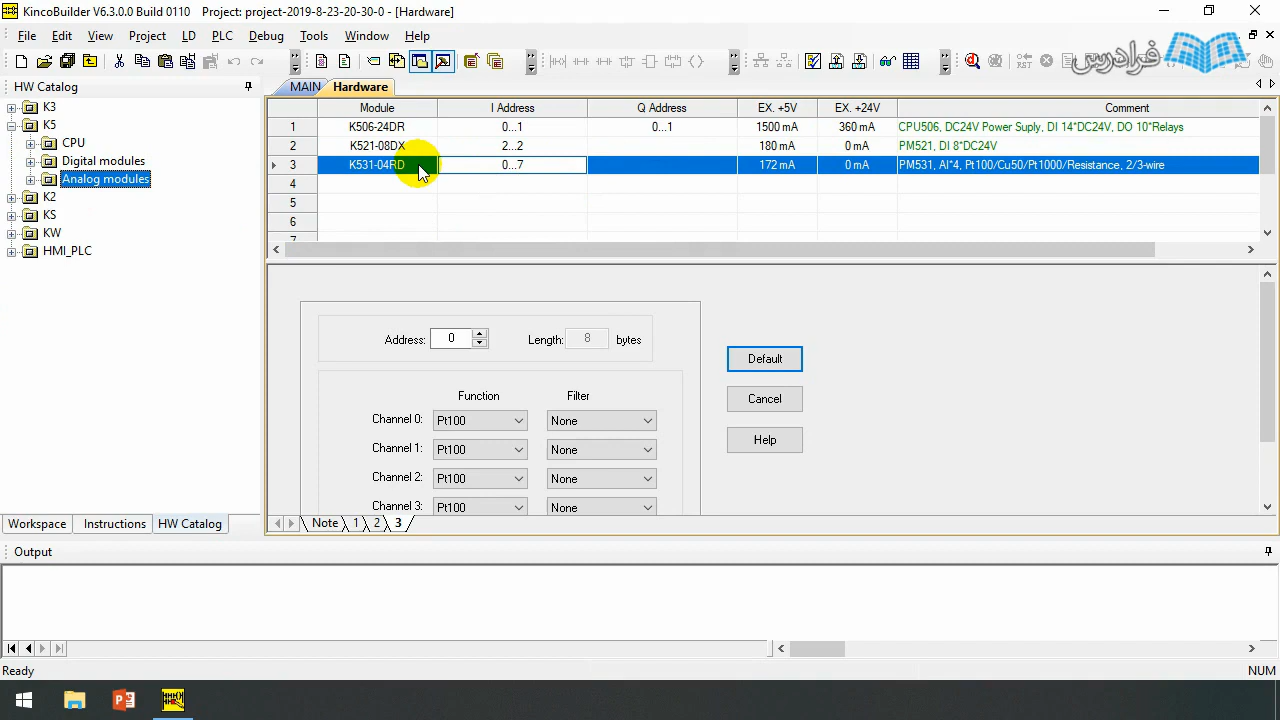 KincoBuilder V6.3.0.0 Build 0110 Project: project-2019-8-23-20-30-0 - [Hardware]
File Edit View Project LD PLC Debug Tools Window Help
RST
فرادرس
HW Catalog
MAIN Hardware
K3
K5
CPU
Digital modules
Analog modules
K2
KS
KW
HMI_PLC
Module I Address Q Address EX. +5V EX. +24V Comment
1 K506-24DR 0...1 0...1 1500 mA 360 mA CPU506, DC24V Power Suply, DI 14*DC24V, DO 10*Relays
2 K521-08DX 2...2 180 mA 0 mA PM521, DI 8*DC24V
3 K531-04RD 0...7 172 mA 0 mA PM531, AI*4, Pt100/Cu50/Pt1000/Resistance, 2/3-wire
4
5
6
7
Address: 0 Length: 8 bytes
Default
Cancel
Help
Function Filter
Channel 0: Pt100 None
Channel 1: Pt100 None
Channel 2: Pt100 None
Channel 3: Pt100 None
Note 1 2 3
Workspace Instructions HW Catalog
Output
Ready NUM